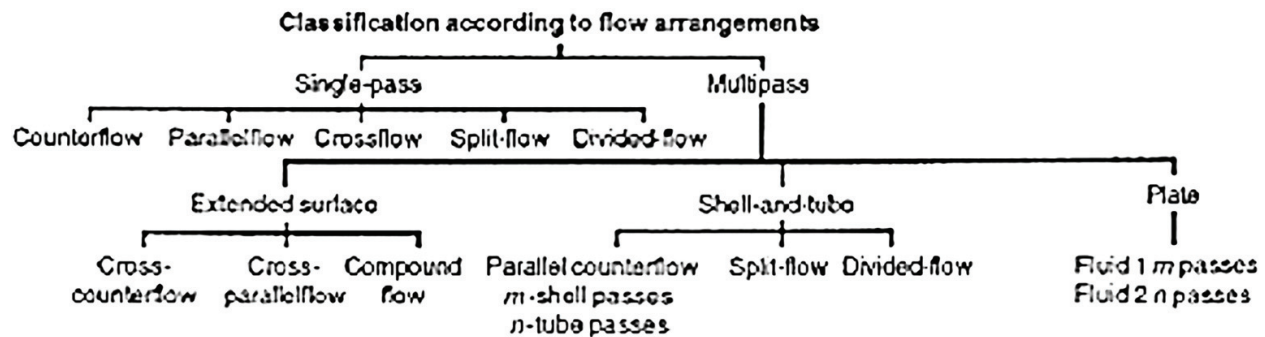 Classification according to flow arrangements
Single-pass
Multipass
Counterflow
Parallelflow
Crossflow
Split-flow
Divided-flow
Extended surface
Shell-and-tube
Plate
Cross-
counterflow
Cross-
parallelflow
Compound
flow
Parallel counterflow
m-shell passes
n-tube passes
Split-flow
Divided-flow
Fluid 1 m passes
Fluid 2 n passes